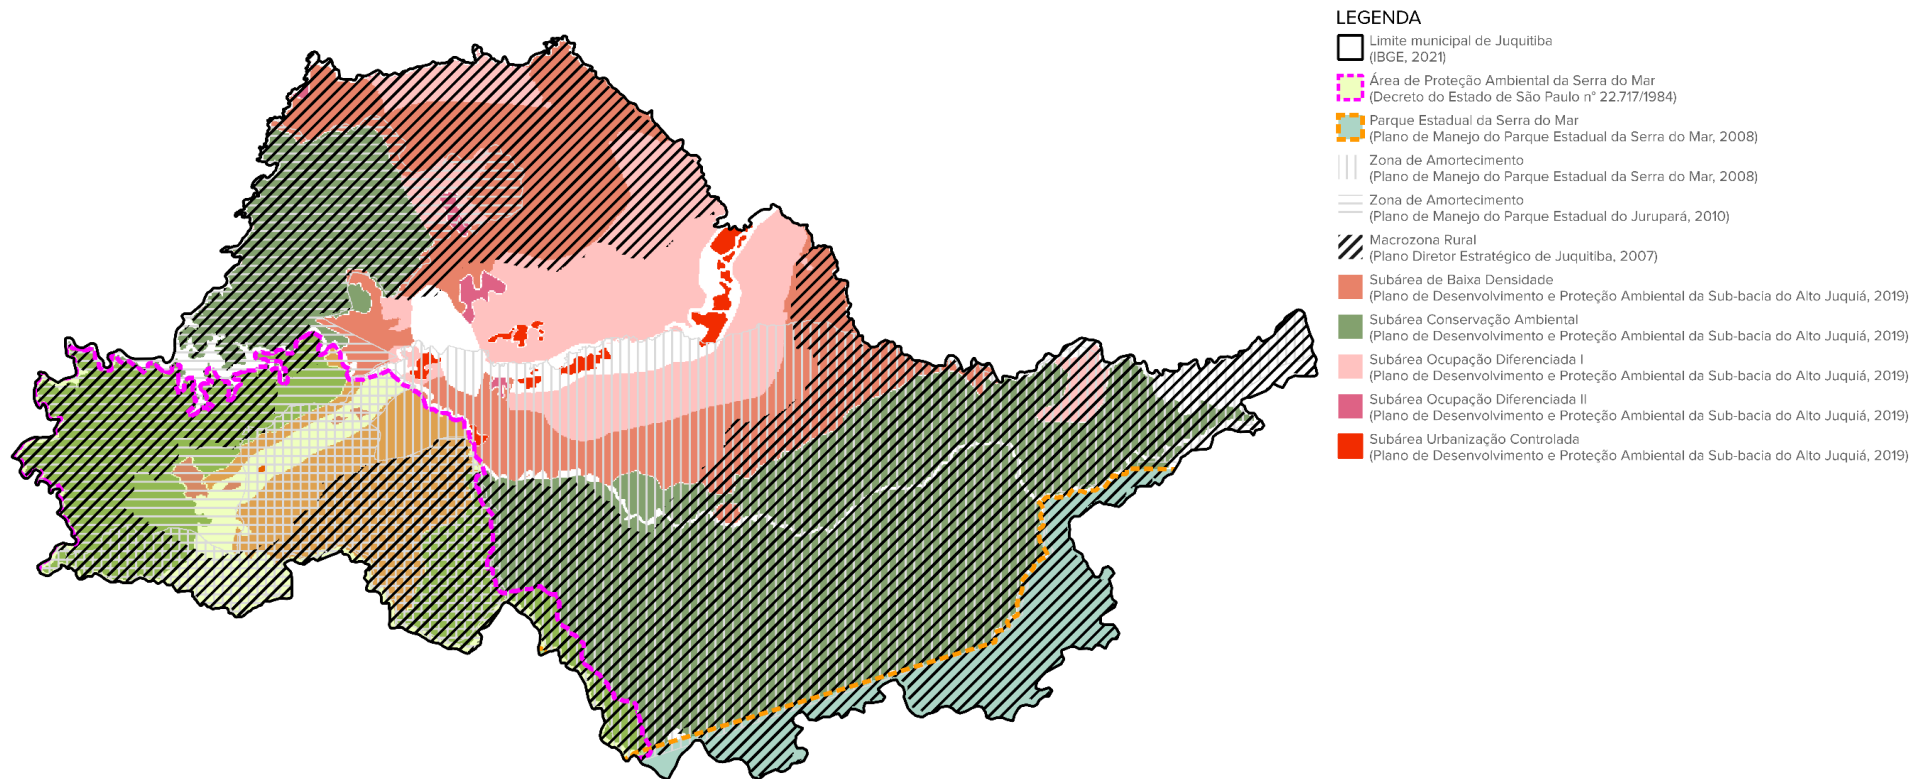 LEGENDA
Limite municipal de Juquitiba
(IBGE, 2021)
Área de Proteção Ambiental da Serra do Mar
(Decreto do Estado de São Paulo n° 22.717/1984)
Parque Estadual da Serra do Mar
(Plano de Manejo do Parque Estadual da Serra do Mar, 2008)
Zona de Amortecimento
(Plano de Manejo do Parque Estadual da Serra do Mar, 2008)
Zona de Amortecimento
(Plano de Manejo do Parque Estadual do Jurupará, 2010)
Macrozona Rural
(Plano Diretor Estratégico de Juquitiba, 2007)
Subárea de Baixa Densidade
(Plano de Desenvolvimento e Proteção Ambiental da Sub-bacia do Alto Juquiá, 2019)
Subárea Conservação Ambiental
(Plano de Desenvolvimento e Proteção Ambiental da Sub-bacia do Alto Juquiá, 2019)
Subárea Ocupação Diferenciada I
(Plano de Desenvolvimento e Proteção Ambiental da Sub-bacia do Alto Juquiá, 2019)
Subárea Ocupação Diferenciada II
(Plano de Desenvolvimento e Proteção Ambiental da Sub-bacia do Alto Juquiá, 2019)
Subárea Urbanização Controlada
(Plano de Desenvolvimento e Proteção Ambiental da Sub-bacia do Alto Juquiá, 2019)